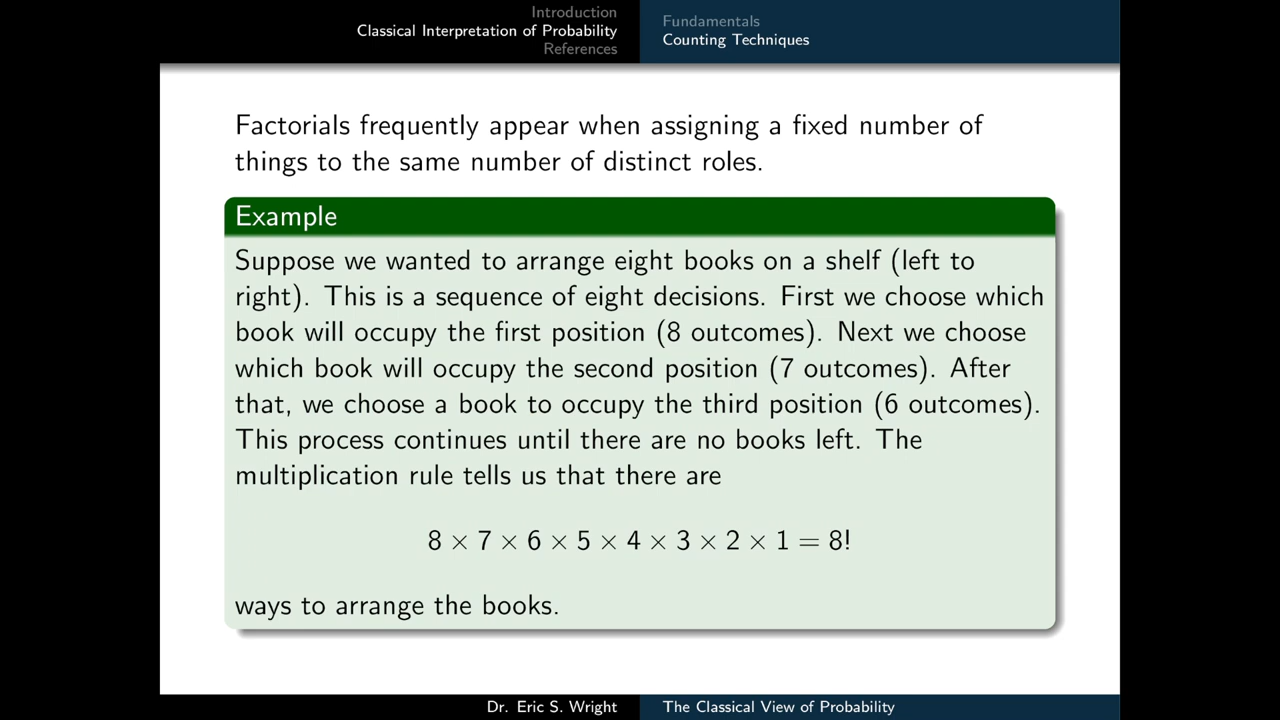 Introduction
Classical Interpretation of Probability
References
Fundamentals
Counting Techniques
Factorials frequently appear when assigning a fixed number of
things to the same number of distinct roles.
Example
Suppose we wanted to arrange eight books on a shelf (left to
right). This is a sequence of eight decisions. First we choose which
book will occupy the first position (8 outcomes). Next we choose
which book will occupy the second position (7 outcomes). After
that, we choose a book to occupy the third position (6 outcomes).
This process continues until there are no books left. The
multiplication rule tells us that there are
8 × 7 × 6 × 5 × 4 × 3 × 2 × 1 = 8!
ways to arrange the books.
Dr. Eric S. Wright
The Classical View of Probability